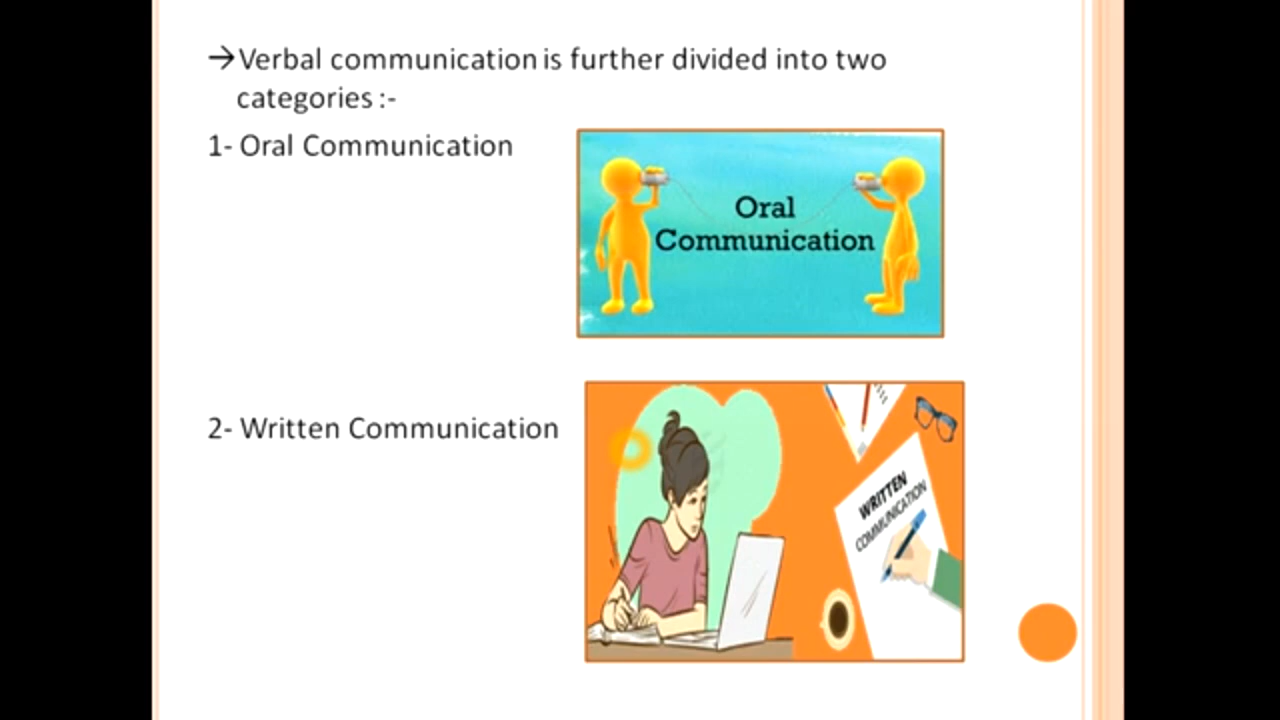 →Verbal communication is further divided into two
categories :-
1- Oral Communication
Oral
Communication
2- Written Communication
WRITTEN
COMMUNICATION